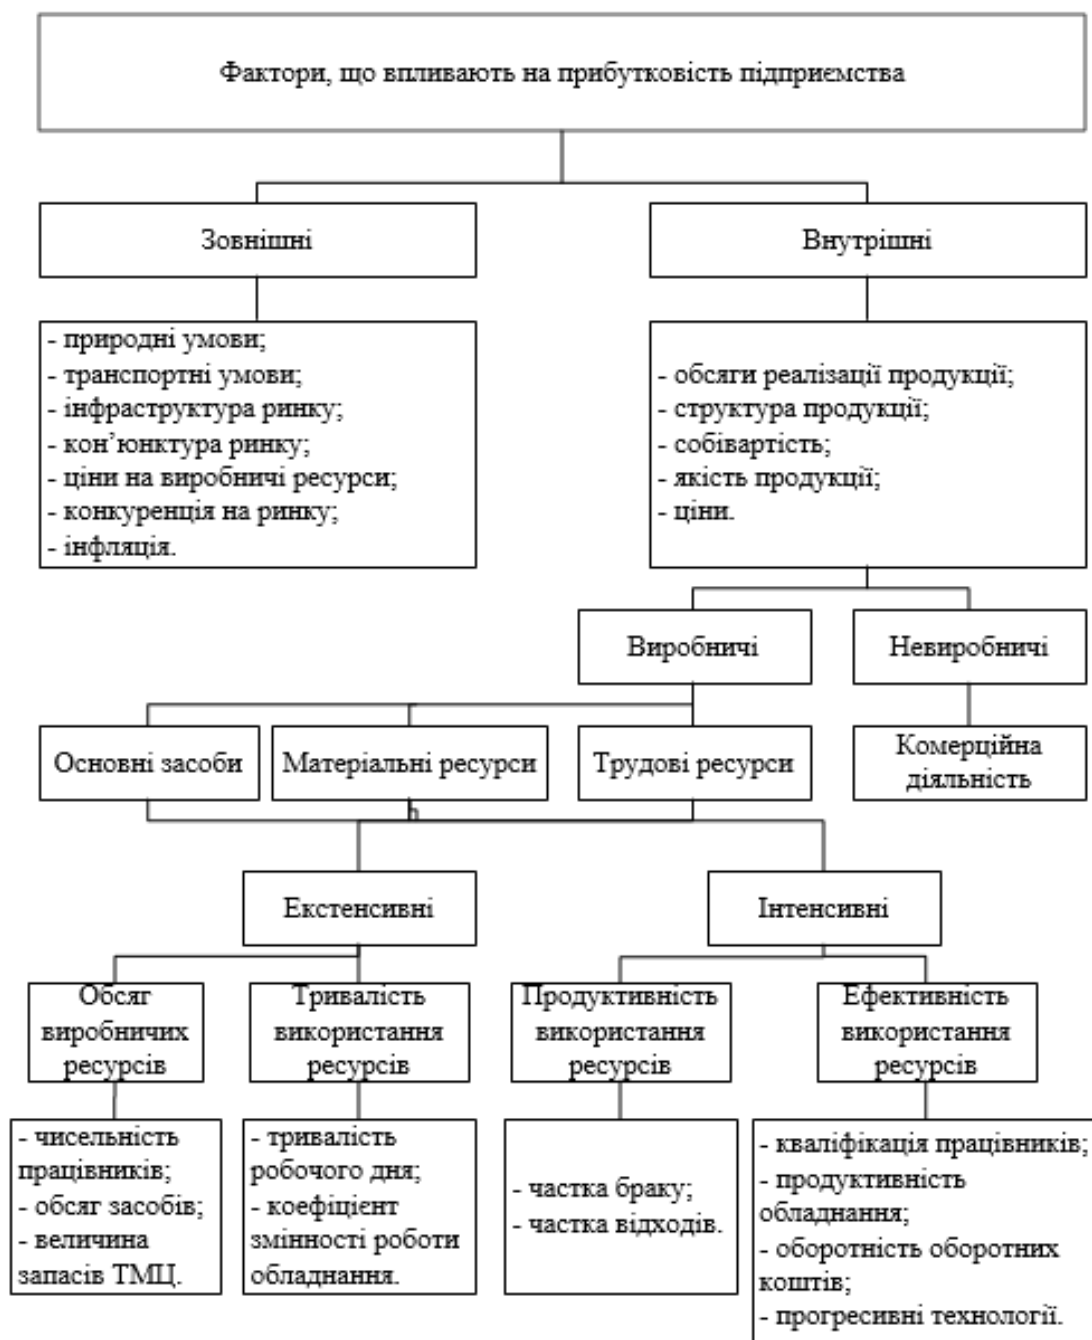 Фактори, що впливають на прибутковість підприємства
Зовнішні
Внутрішні
- природні умови;
- транспортні умови;
- інфраструктура ринку;
- кон’юнктура ринку;
- ціни на виробничі ресурси;
- конкуренція на ринку;
- інфляція.
- обсяги реалізації продукції;
- структура продукції;
- собівартість;
- якість продукції;
- ціни.
Виробничі
Невиробничі
Основні засоби
Матеріальні ресурси
Трудові ресурси
Комерційна
діяльність
Екстенсивні
Інтенсивні
Обсяг
виробничих
ресурсів
Тривалість
використання
ресурсів
Продуктивність
використання
ресурсів
Ефективність
використання
ресурсів
- чисельність
працівників;
- обсяг засобів;
- величина
запасів ТМЦ.
- тривалість
робочого дня;
- коефіцієнт
змінності роботи
обладнання.
- частка браку;
- частка відходів.
- кваліфікація працівників;
- продуктивність
обладнання;
- оборотність оборотних
коштів;
- прогресивні технології.